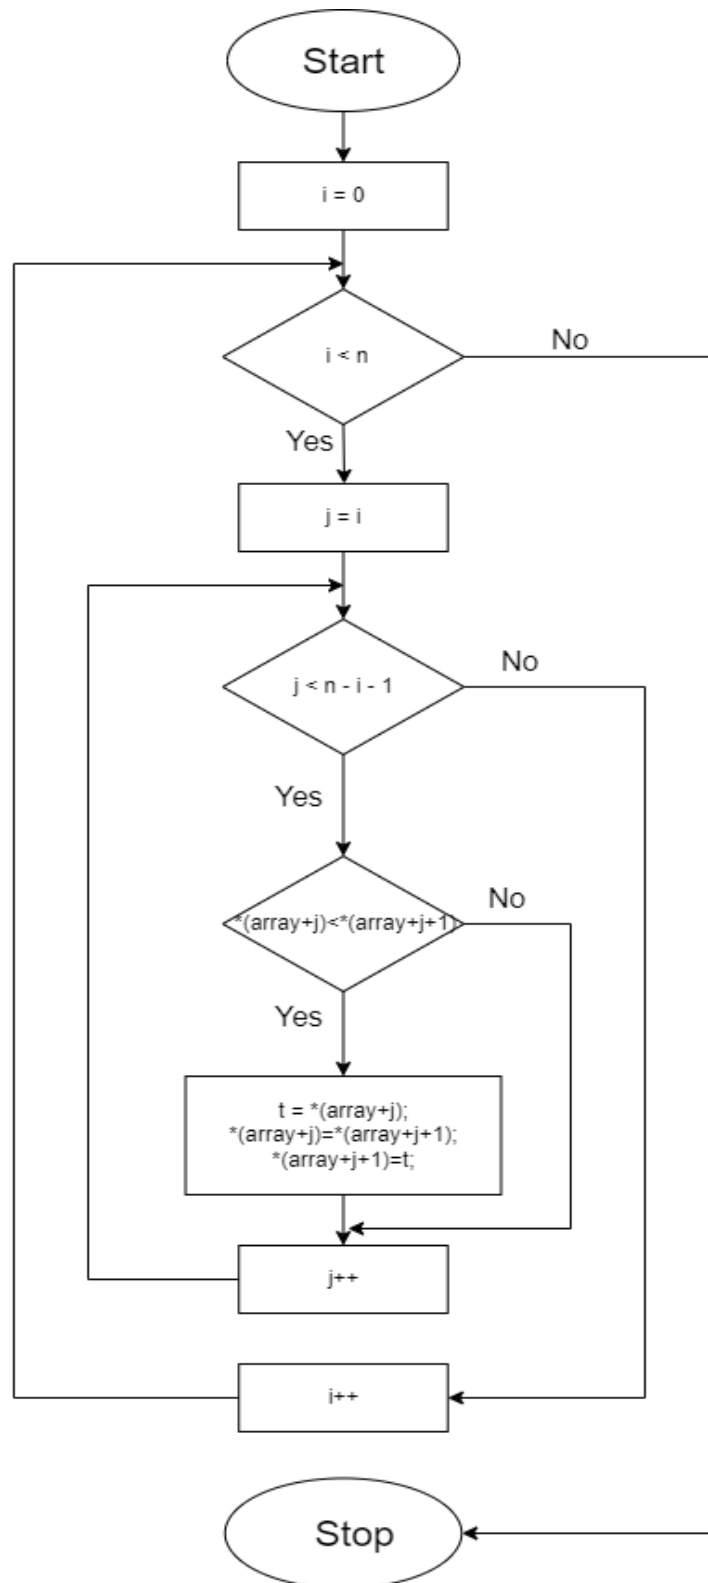 Start
i = 0
i < n
No
Yes
j = i
j < n - i - 1
No
Yes
*(array+j)<*(array+j+1)
No
Yes
t = *(array+j);
*(array+j)=*(array+j+1);
*(array+j+1)=t;
j++
i++
Stop